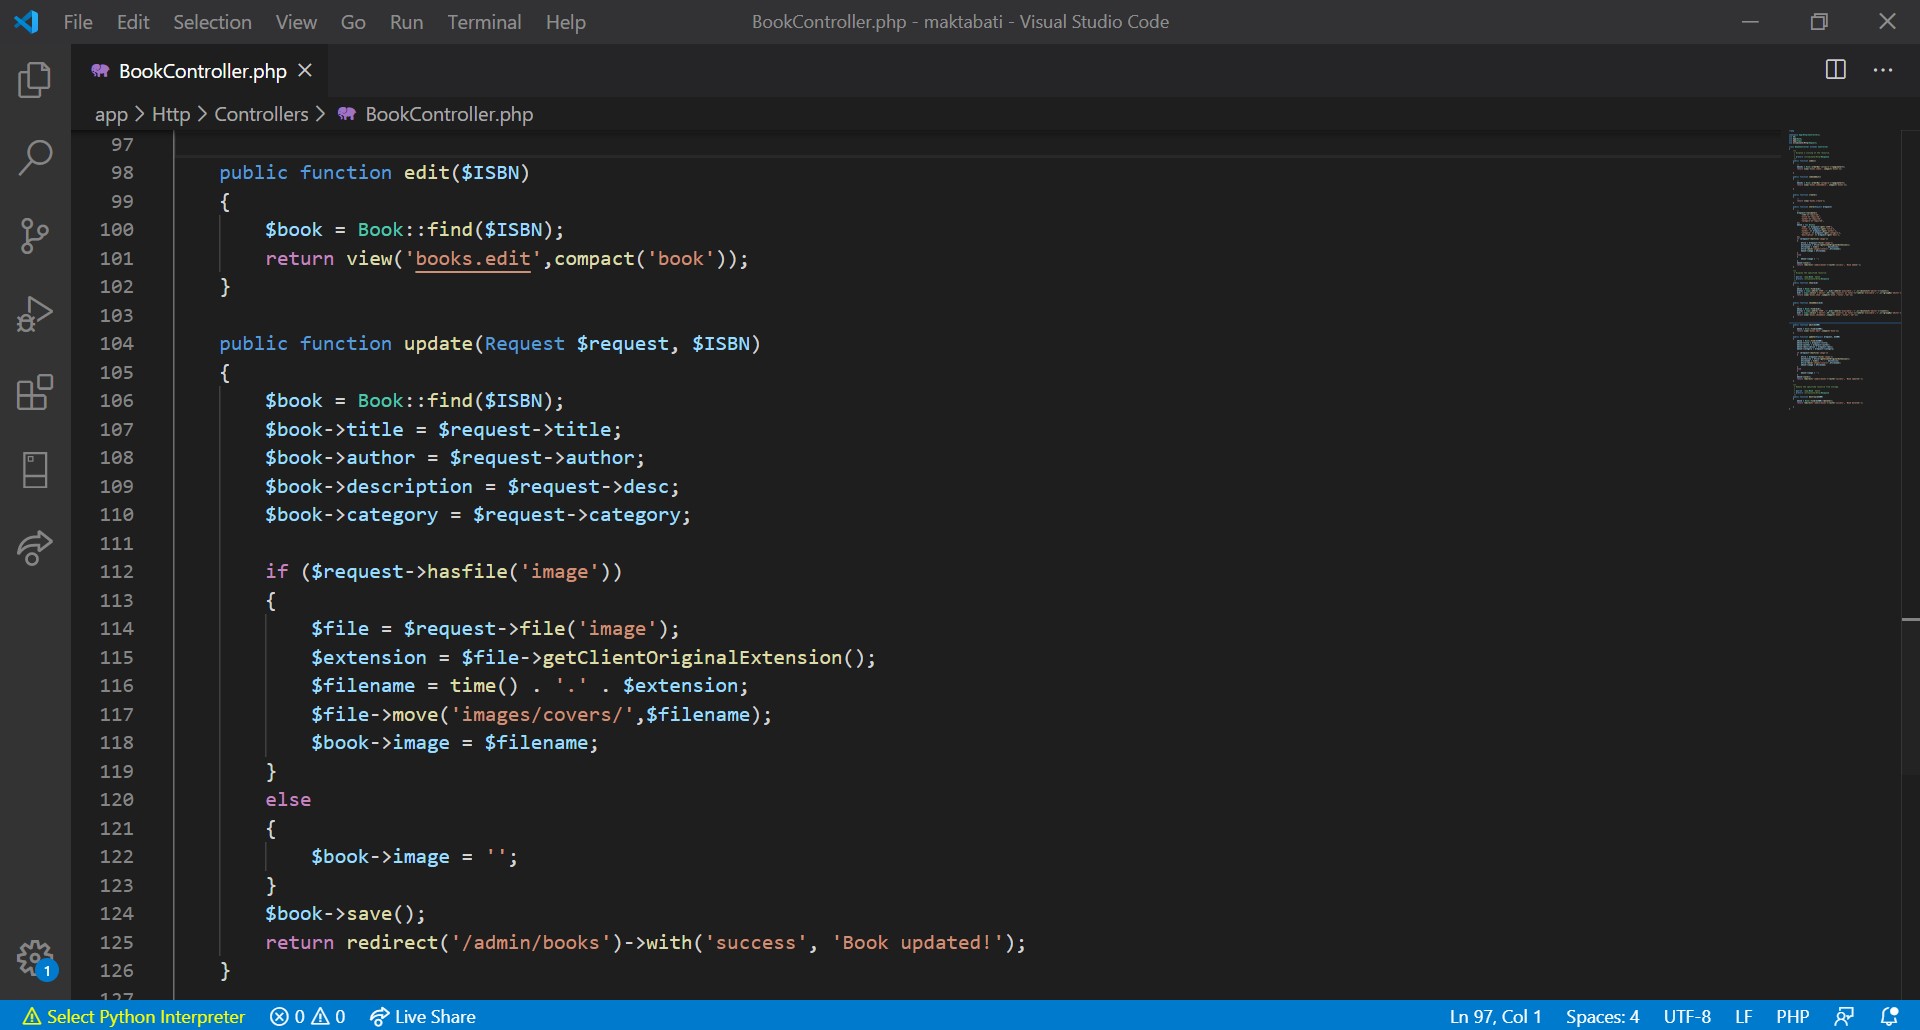 File Edit Selection View Go Run Terminal Help BookController.php - maktabati - Visual Studio Code
BookController.php
app > Http > Controllers > BookController.php
97
98 public function edit($ISBN)
99 {
100 $book = Book::find($ISBN);
101 return view('books.edit',compact('book'));
102 }
103
104 public function update(Request $request, $ISBN)
105 {
106 $book = Book::find($ISBN);
107 $book->title = $request->title;
108 $book->author = $request->author;
109 $book->description = $request->desc;
110 $book->category = $request->category;
111
112 if ($request->hasfile('image'))
113 {
114 $file = $request->file('image');
115 $extension = $file->getClientOriginalExtension();
116 $filename = time() . '.' . $extension;
117 $file->move('images/covers/',$filename);
118 $book->image = $filename;
119 }
120 else
121 {
122 $book->image = '';
123 }
124 $book->save();
125 return redirect('/admin/books')->with('success', 'Book updated!');
126 }
127
1
Select Python Interpreter 0 0 Live Share Ln 97, Col 1 Spaces: 4 UTF-8 LF PHP